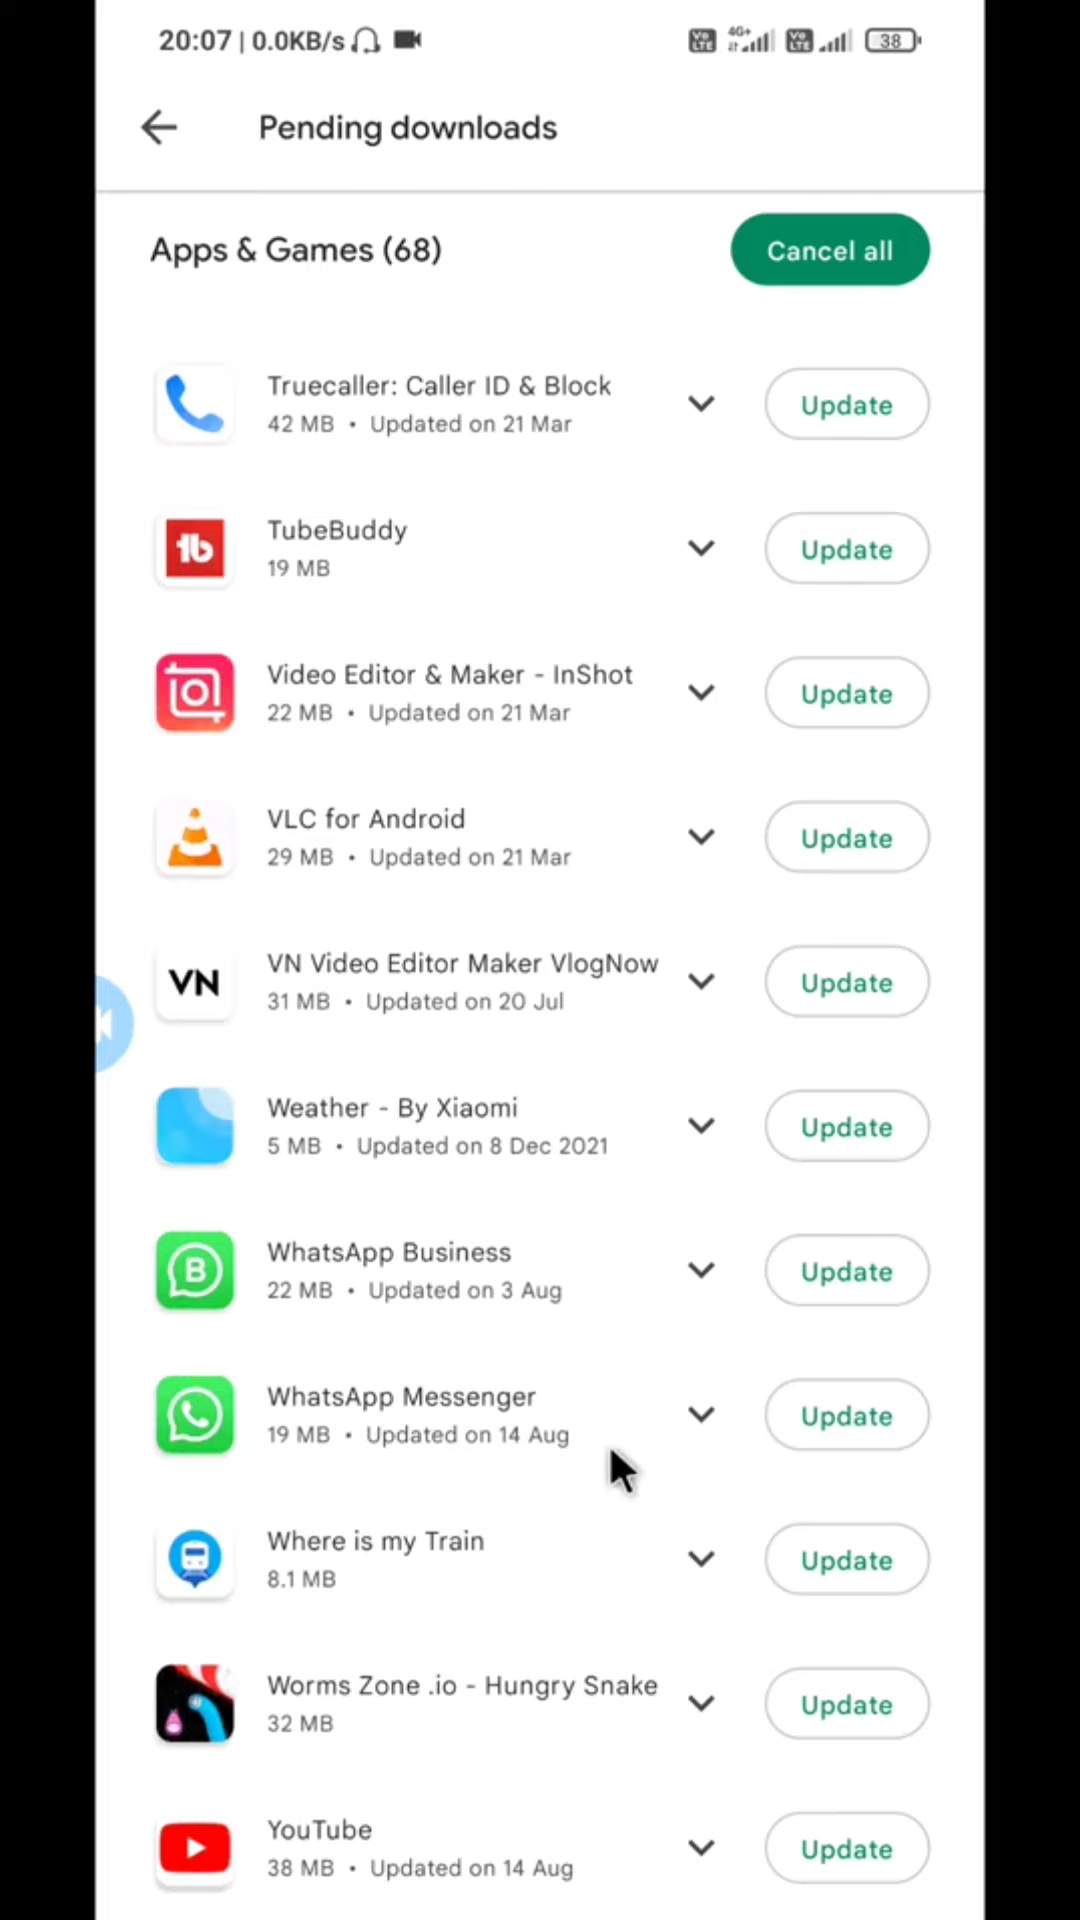 20:07 | 0.0KB/s Vo LTE 4G+ Vo LTE 38
Pending downloads
Apps & Games (68) Cancel all
Truecaller: Caller ID & Block
42 MB • Updated on 21 Mar
Update
TubeBuddy
19 MB
Update
Video Editor & Maker - InShot
22 MB • Updated on 21 Mar
Update
VLC for Android
29 MB • Updated on 21 Mar
Update
VN
VN Video Editor Maker VlogNow
31 MB • Updated on 20 Jul
Update
Weather - By Xiaomi
5 MB • Updated on 8 Dec 2021
Update
B
WhatsApp Business
22 MB • Updated on 3 Aug
Update
WhatsApp Messenger
19 MB • Updated on 14 Aug
Update
Where is my Train
8.1 MB
Update
Worms Zone .io - Hungry Snake
32 MB
Update
YouTube
38 MB • Updated on 14 Aug
Update